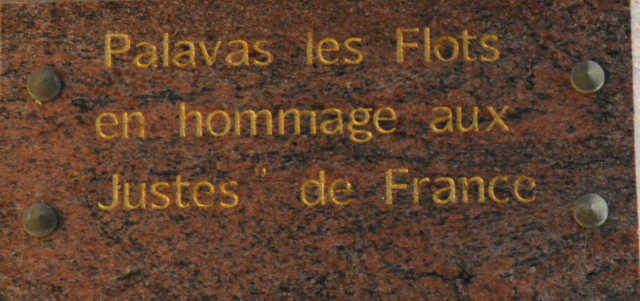 Palavas les Flots
en hommage aux
"Justes" de France